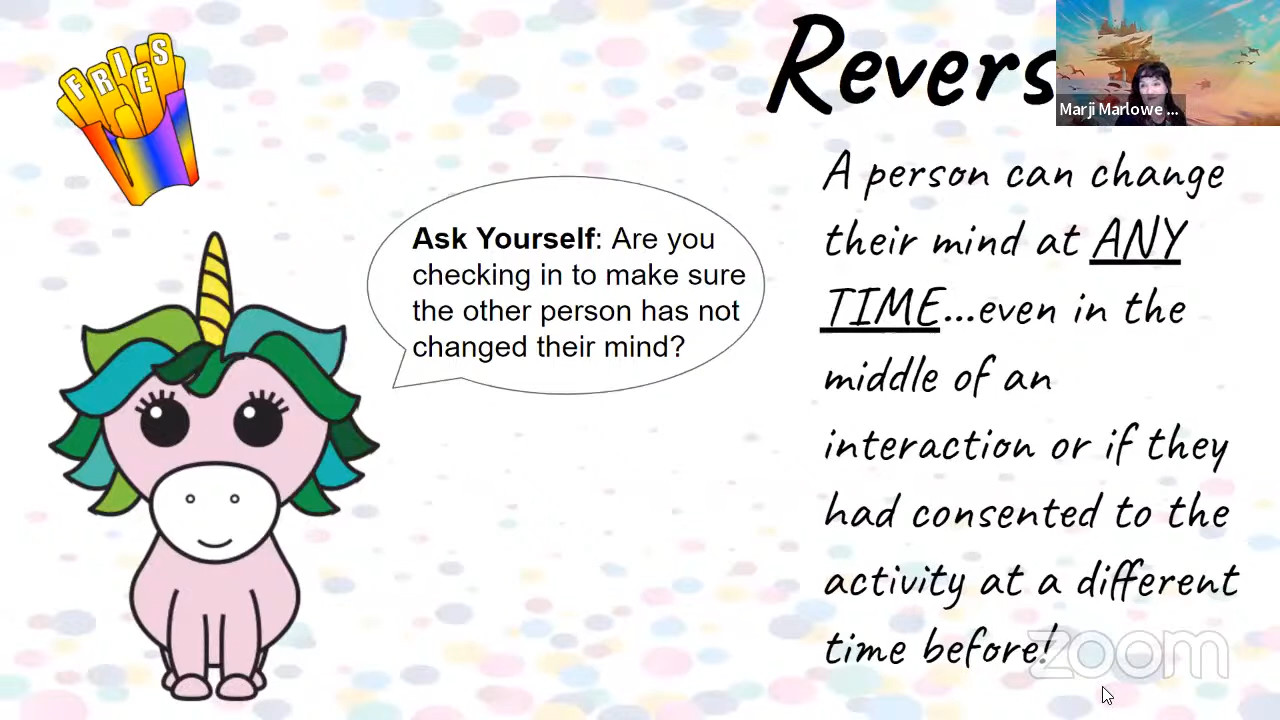 FRIES
Revers
Marji Marlowe ...
Ask Yourself: Are you
checking in to make sure
the other person has not
changed their mind?
A person can change
their mind at ANY
TIME...even in the
middle of an
interaction or if they
had consented to the
activity at a different
time before!
zoom